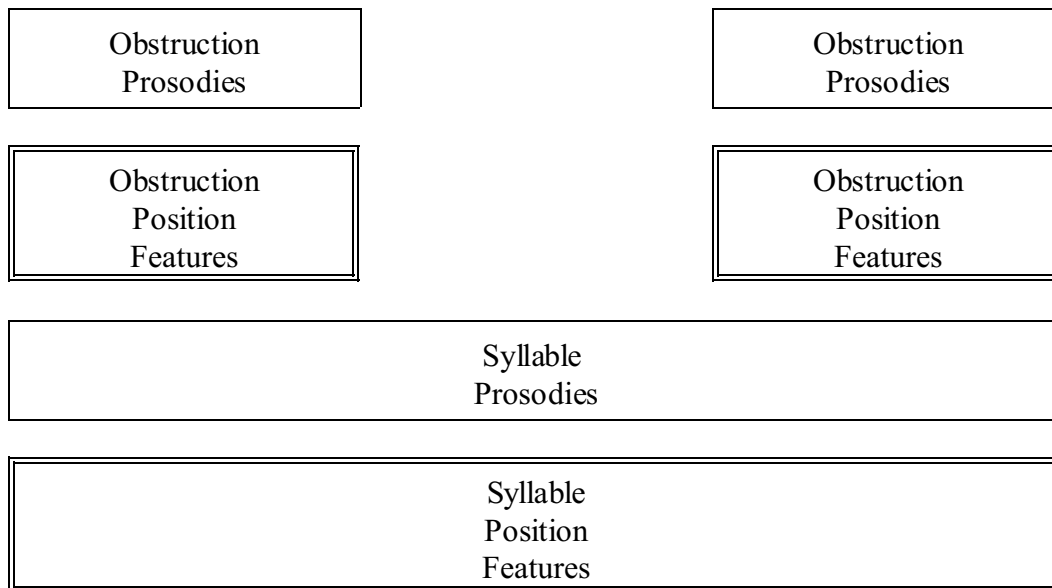 Obstruction
Prosodies
Obstruction
Prosodies
Obstruction
Position
Features
Obstruction
Position
Features
Syllable
Prosodies
Syllable
Position
Features